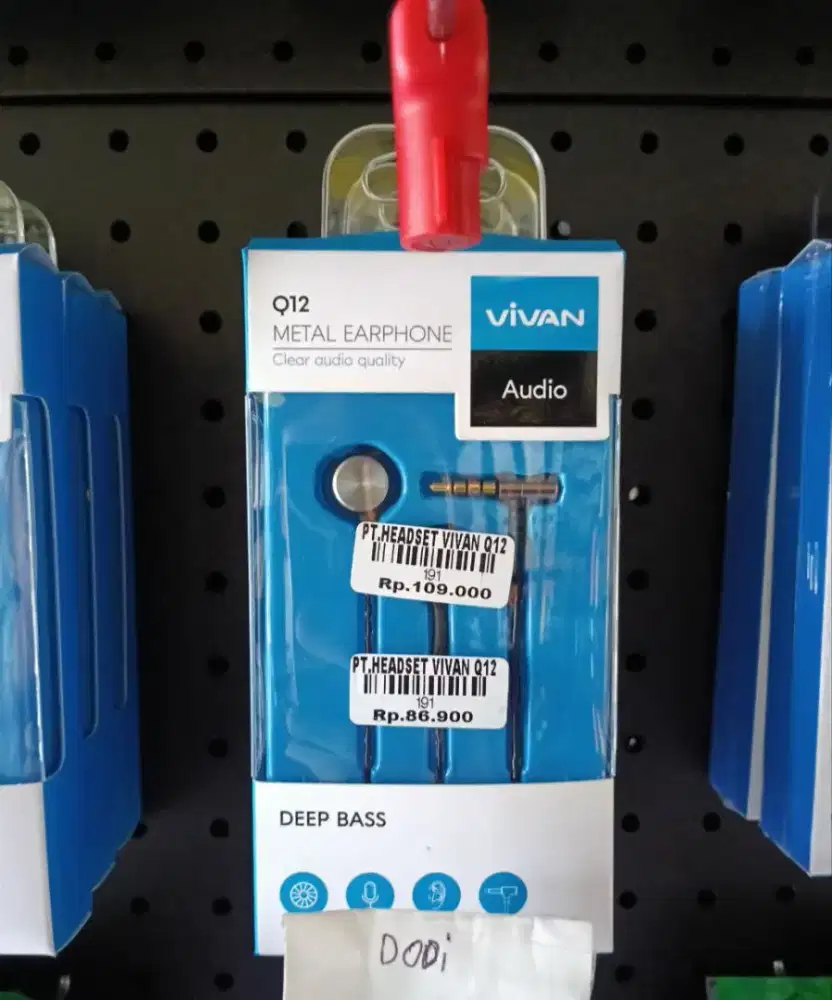 Q12
METAL EARPHONE
Clear audio quality
ViVAN
Audio
PT.HEADSET VIVAN Q12
191
Rp.109.000
PT.HEADSET VIVAN Q12
191
Rp.86.900
DEEP BASS
DODi